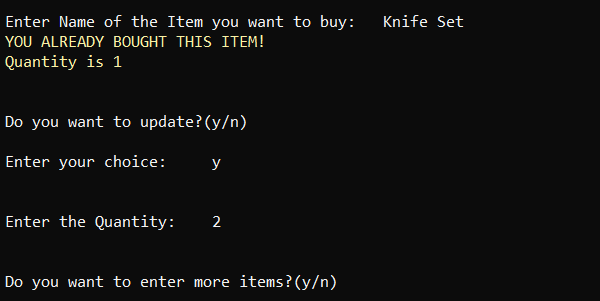 Enter Name of the Item you want to buy:   Knife Set
YOU ALREADY BOUGHT THIS ITEM!
Quantity is 1
Do you want to update?(y/n)
Enter your choice:     y
Enter the Quantity:    2
Do you want to enter more items?(y/n)